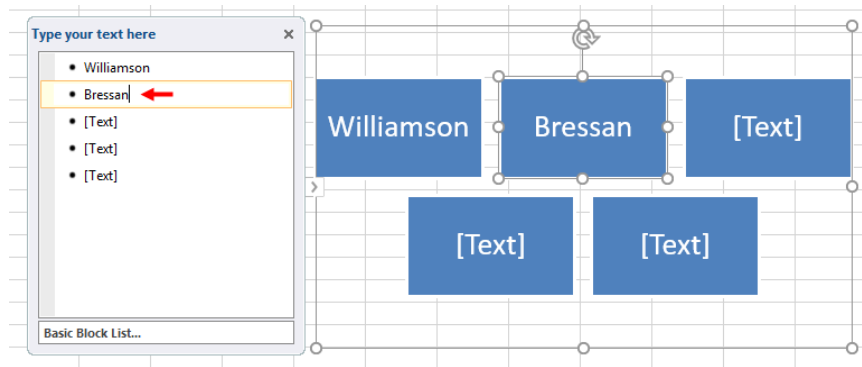 Type your text here
Williamson
Bressan
[Text]
[Text]
[Text]
Basic Block List...
Williamson Bressan [Text]
[Text] [Text]